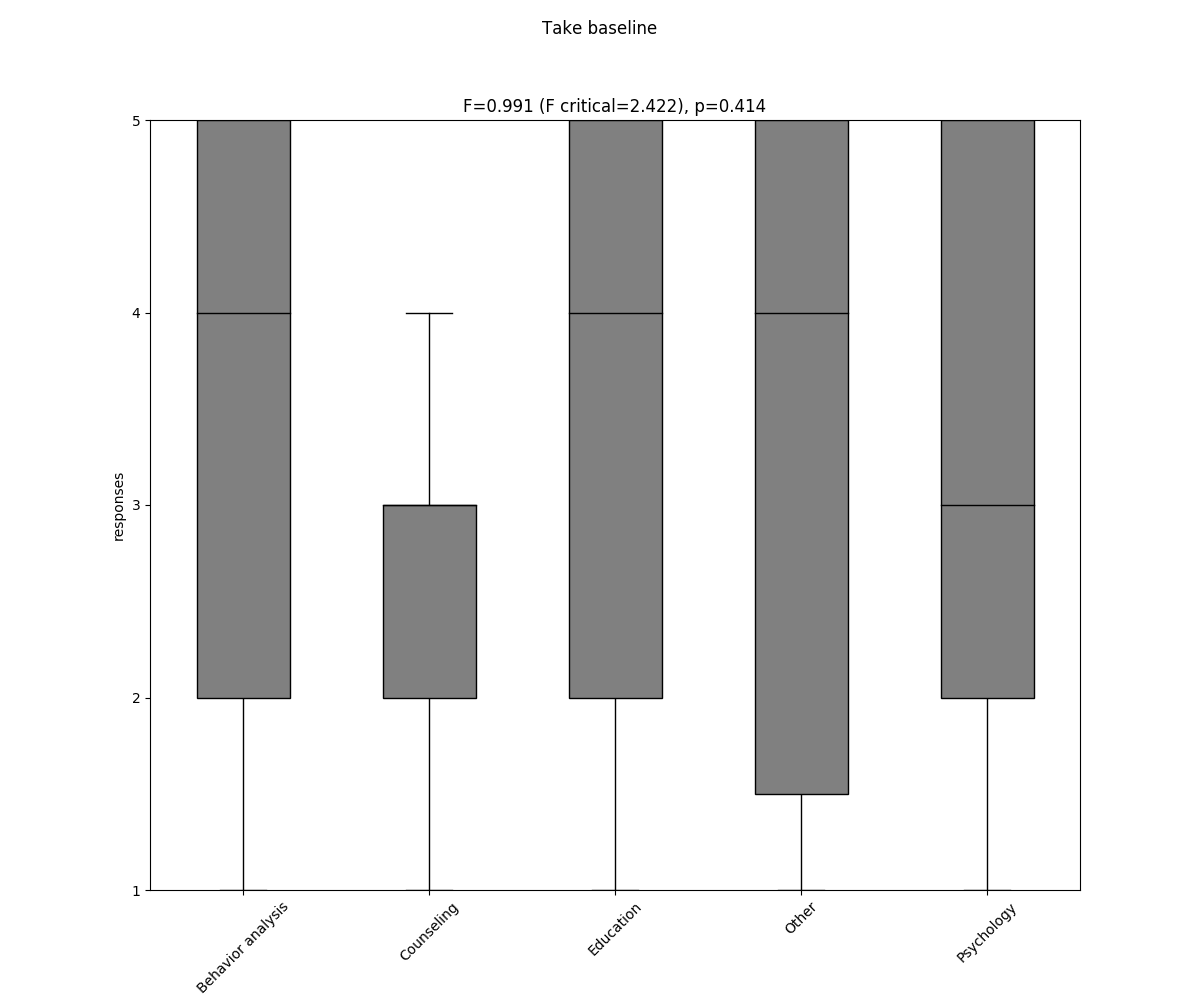 Take baseline
F=0.991 (F critical=2.422), p=0.414
5
4
3
2
1
responses
Behavior analysis
Counseling
Education
Other
Psychology